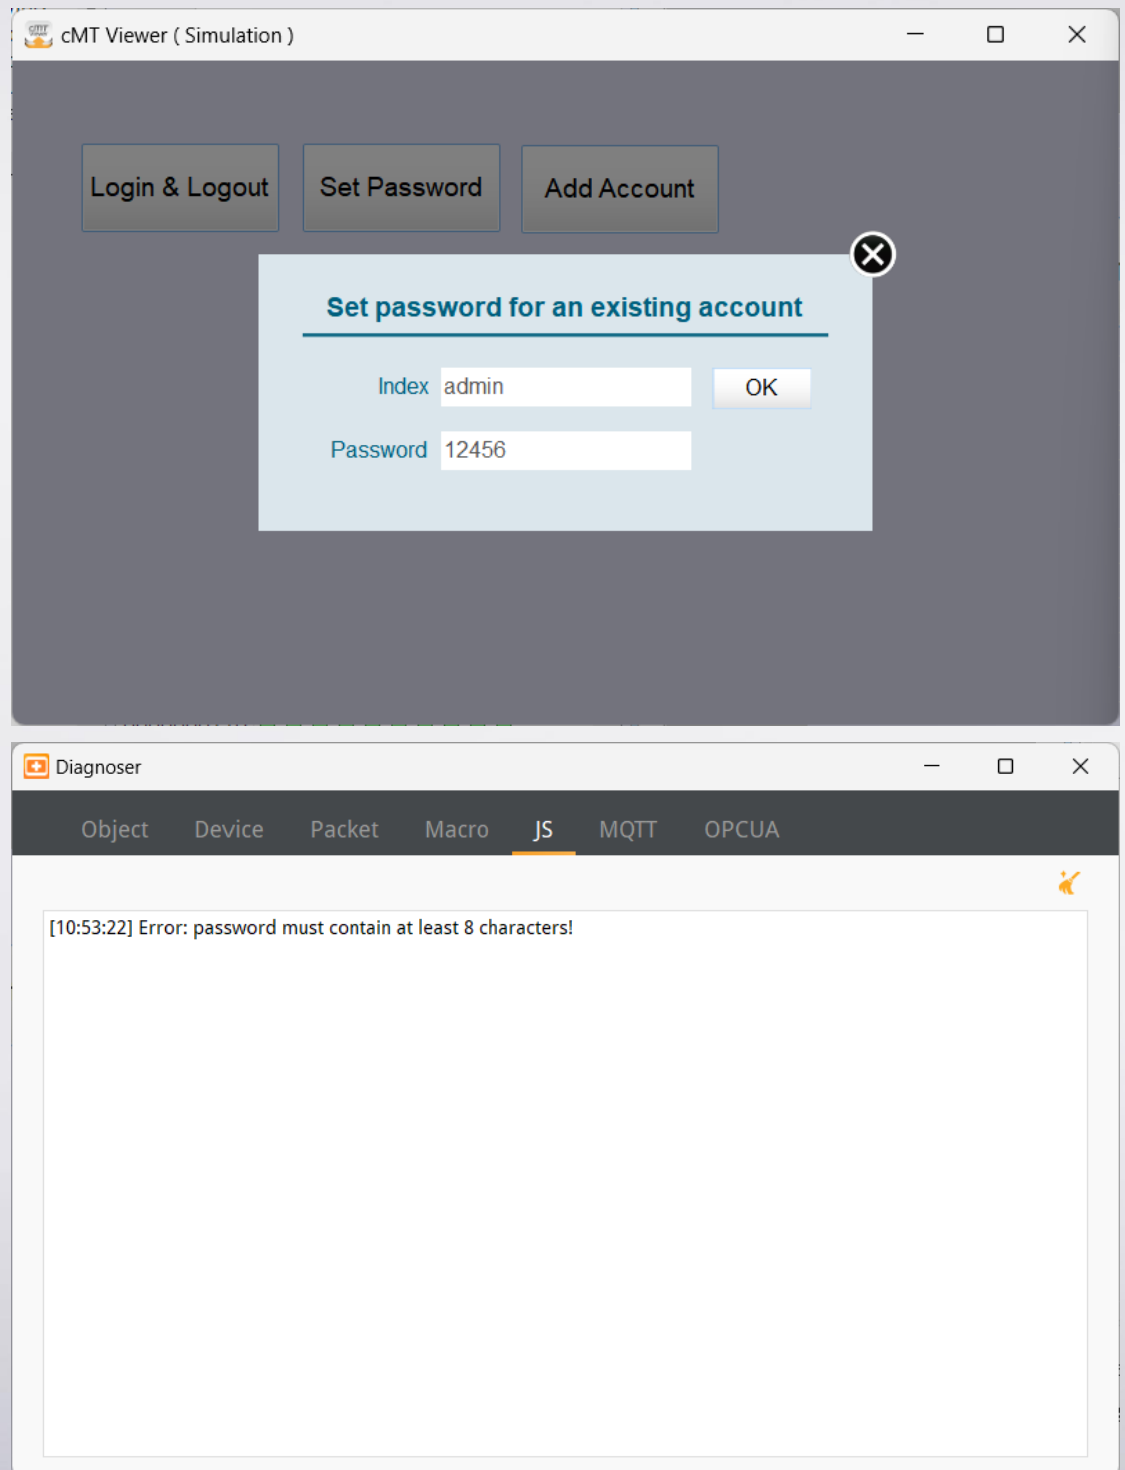 cMT Viewer ( Simulation )
Login & Logout Set Password Add Account
Set password for an existing account
Index admin OK
Password 12456
Diagnoser
Object Device Packet Macro JS MQTT OPCUA
[10:53:22] Error: password must contain at least 8 characters!